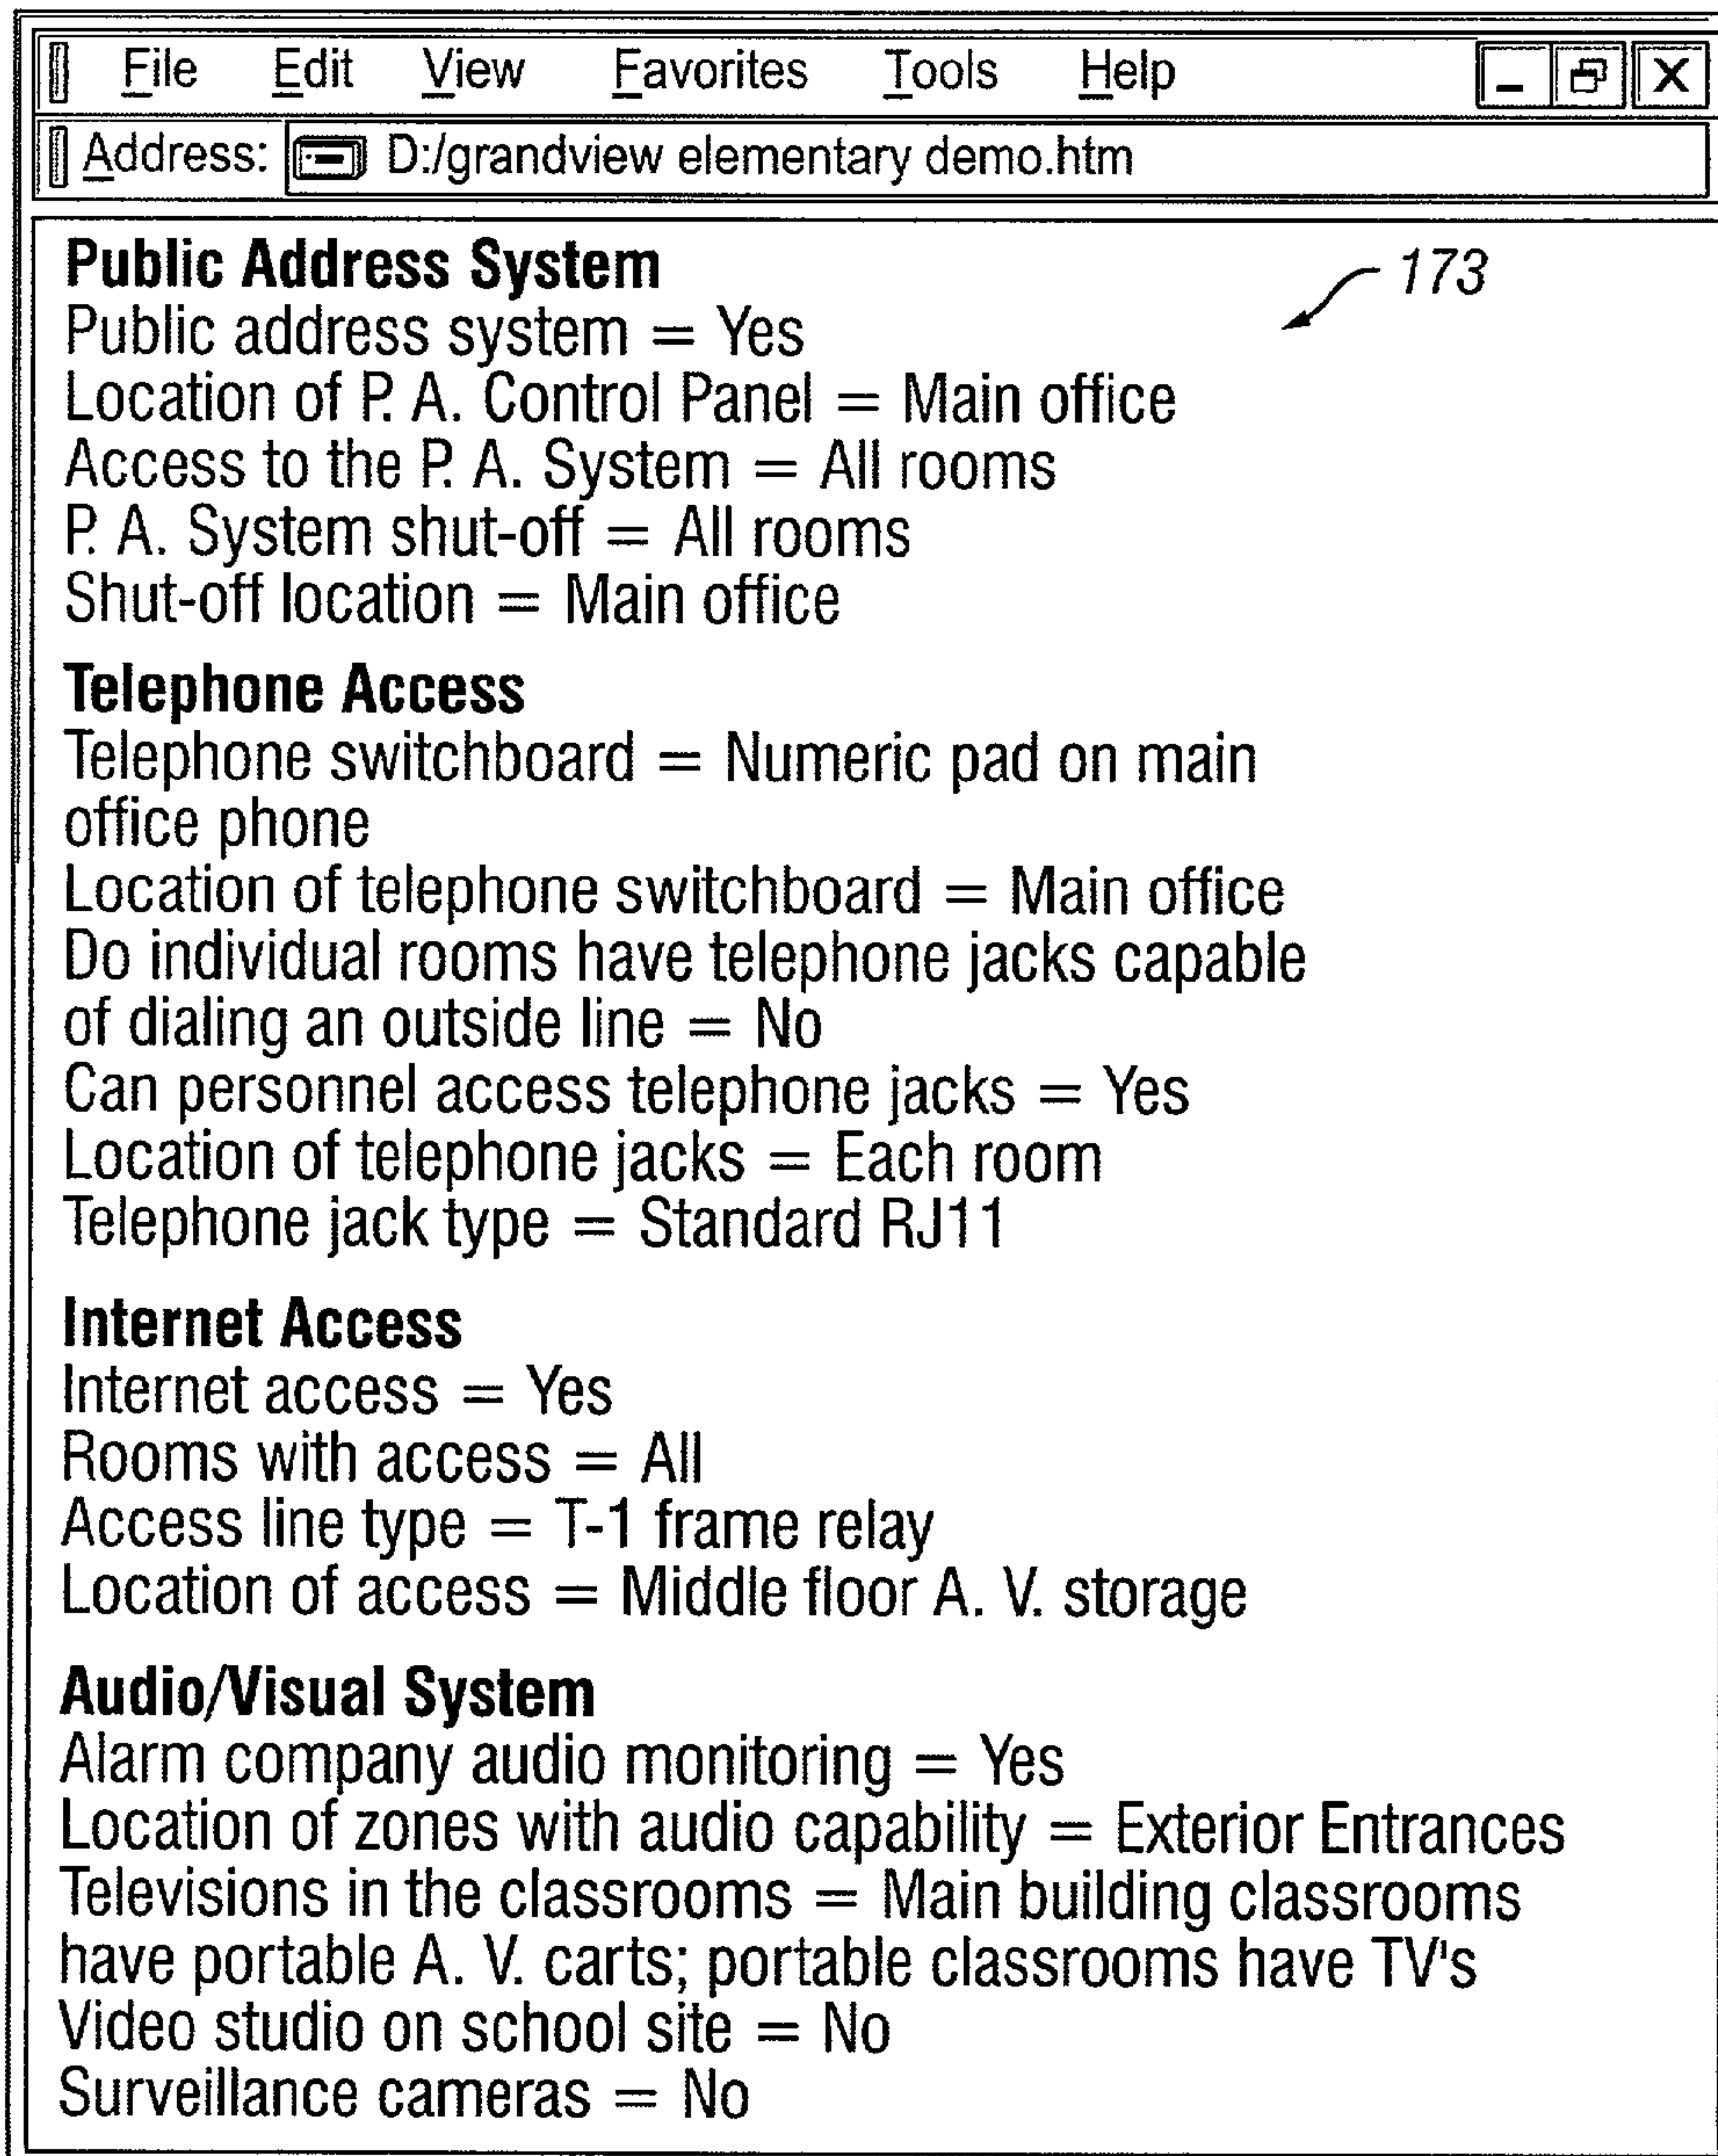 File Edit View Favorites Tools Help
Address: D:/grandview elementary demo.htm
Public Address System
173
Public address system = Yes
Location of P. A. Control Panel = Main office
Access to the P. A. System = All rooms
P. A. System shut-off = All rooms
Shut-off location = Main office
Telephone Access
Telephone switchboard = Numeric pad on main
office phone
Location of telephone switchboard = Main office
Do individual rooms have telephone jacks capable
of dialing an outside line = No
Can personnel access telephone jacks = Yes
Location of telephone jacks = Each room
Telephone jack type = Standard RJ11
Internet Access
Internet access = Yes
Rooms with access = All
Access line type = T-1 frame relay
Location of access = Middle floor A. V. storage
Audio/Visual System
Alarm company audio monitoring = Yes
Location of zones with audio capability = Exterior Entrances
Televisions in the classrooms = Main building classrooms
have portable A. V. carts; portable classrooms have TV's
Video studio on school site = No
Surveillance cameras = No